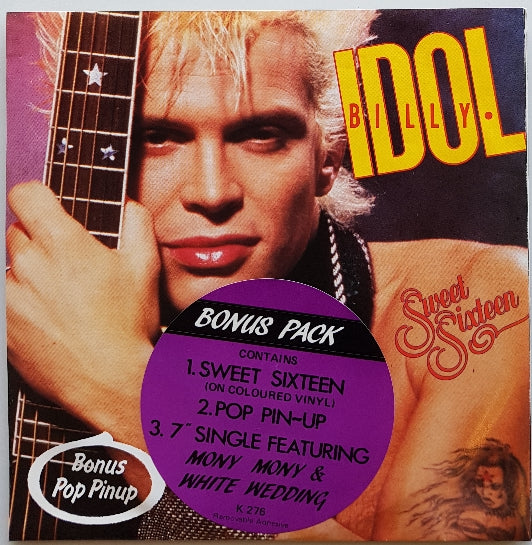 IDOL
BILLY•
Sweet
Sixteen
BONUS PACK
CONTAINS
1. SWEET SIXTEEN
(ON COLOURED VINYL)
2. POP PIN-UP
3. 7" SINGLE FEATURING
MONY MONY &
WHITE WEDDING
K 276
Removable Adhesive
Bonus
Pop Pinup